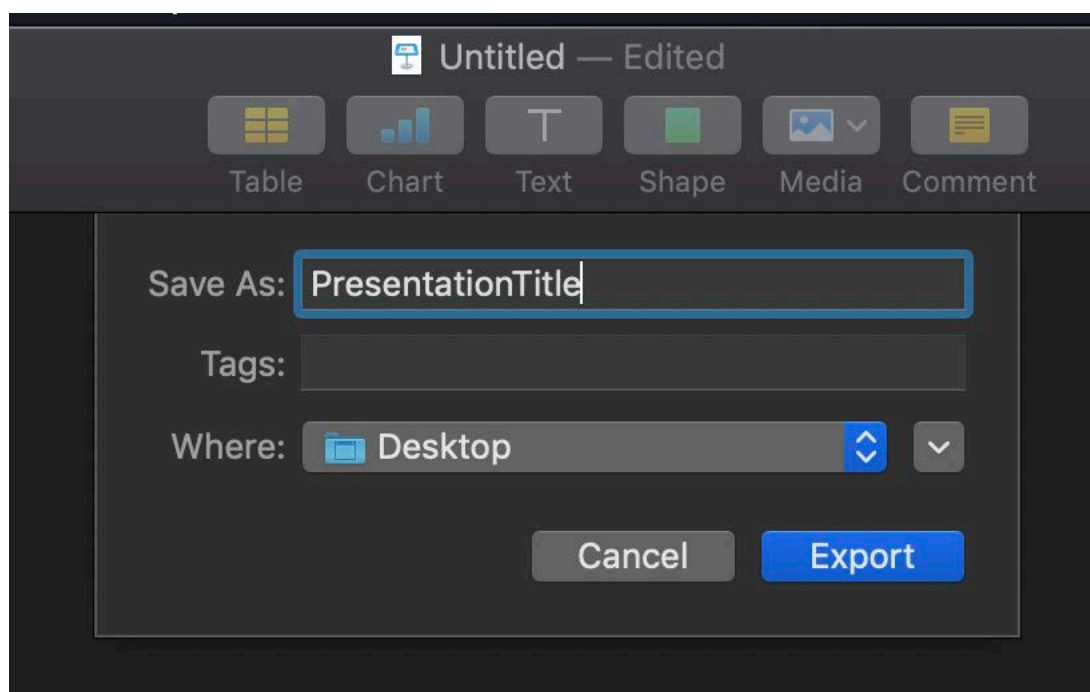 Untitled — Edited
Table Chart Text Shape Media Comment
Save As: PresentationTitle
Tags:
Where: Desktop
Cancel Export